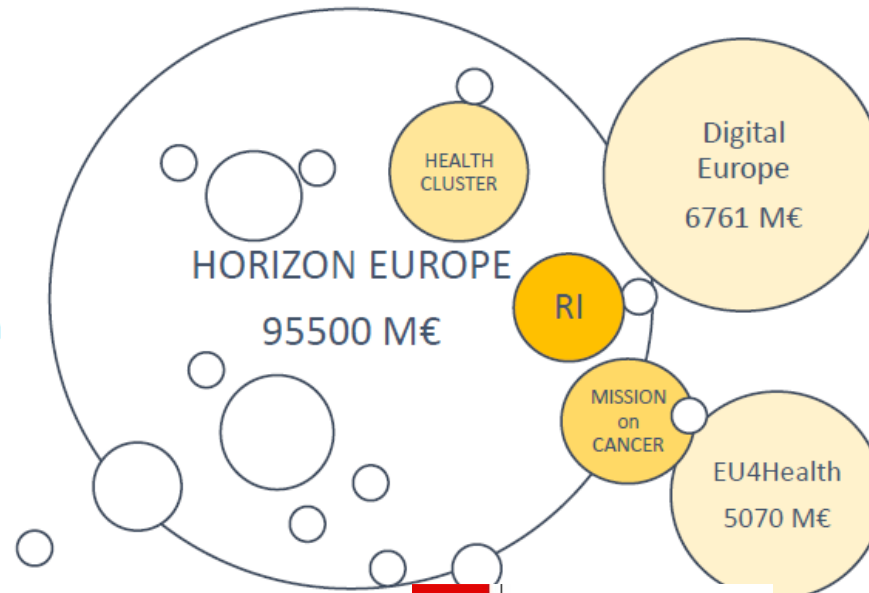 HEALTH
CLUSTER
Digital
Europe
6761 M€
HORIZON EUROPE
95500 M€
RI
MISSION
on
CANCER
EU4Health
5070 M€